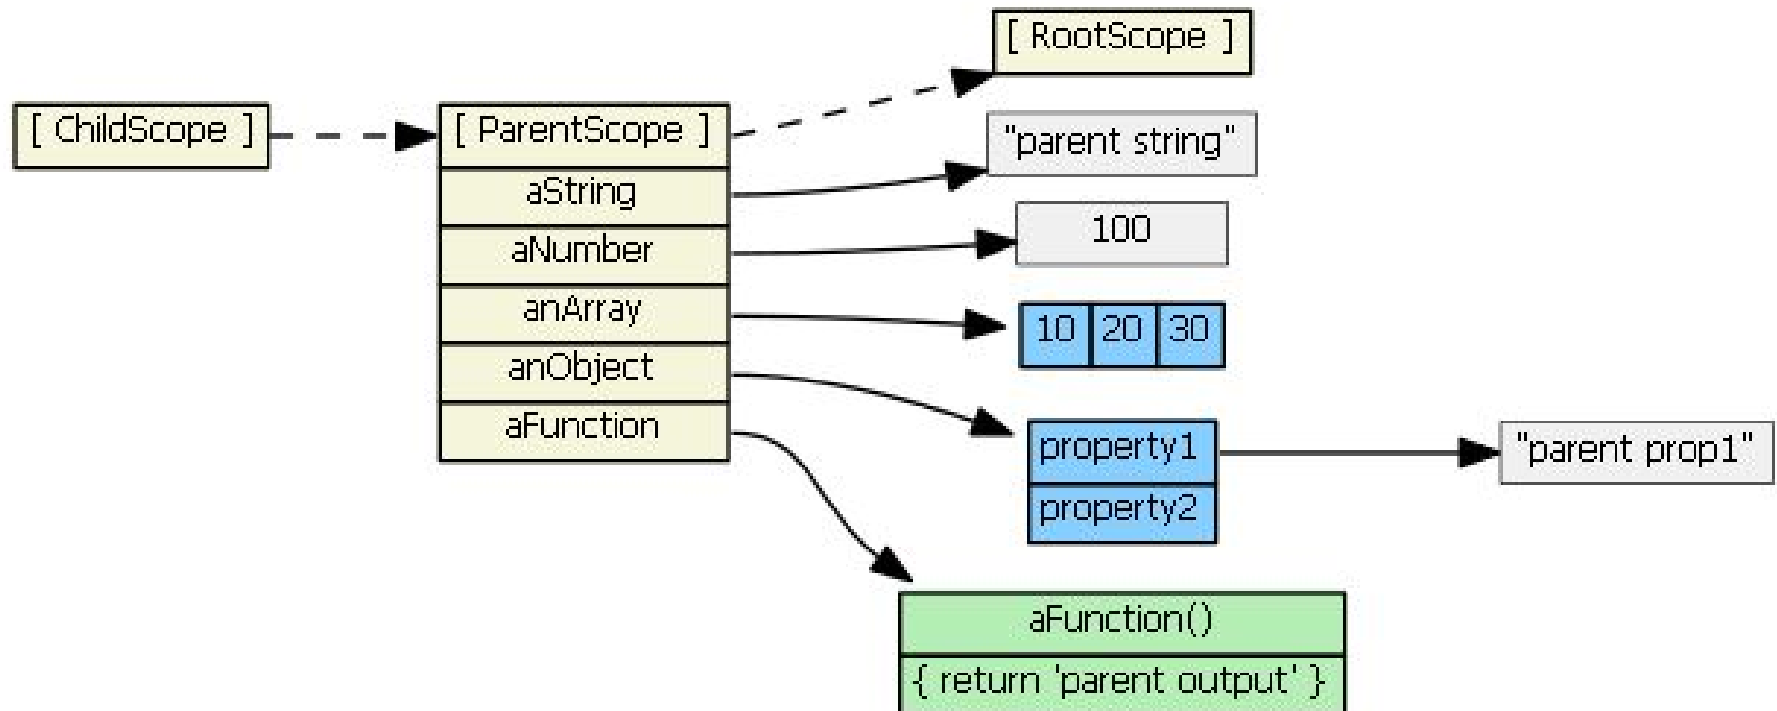 [ RootScope ]
[ ChildScope ]
[ ParentScope ]
"parent string"
aString
100
aNumber
anArray
10 20 30
anObject
aFunction
property1
"parent prop1"
property2
aFunction()
{ return 'parent output' }